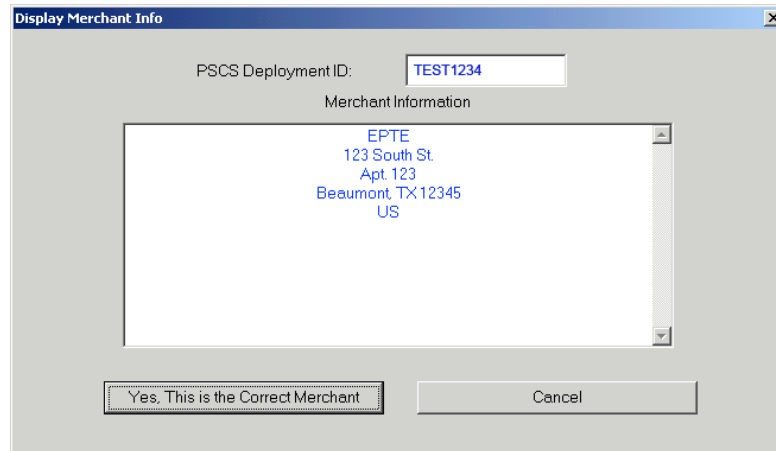 Display Merchant Info
PSCS Deployment ID: TEST1234
Merchant Information
EPTE
123 South St.
Apt. 123
Beaumont, TX 12345
US
Yes, This is the Correct Merchant Cancel